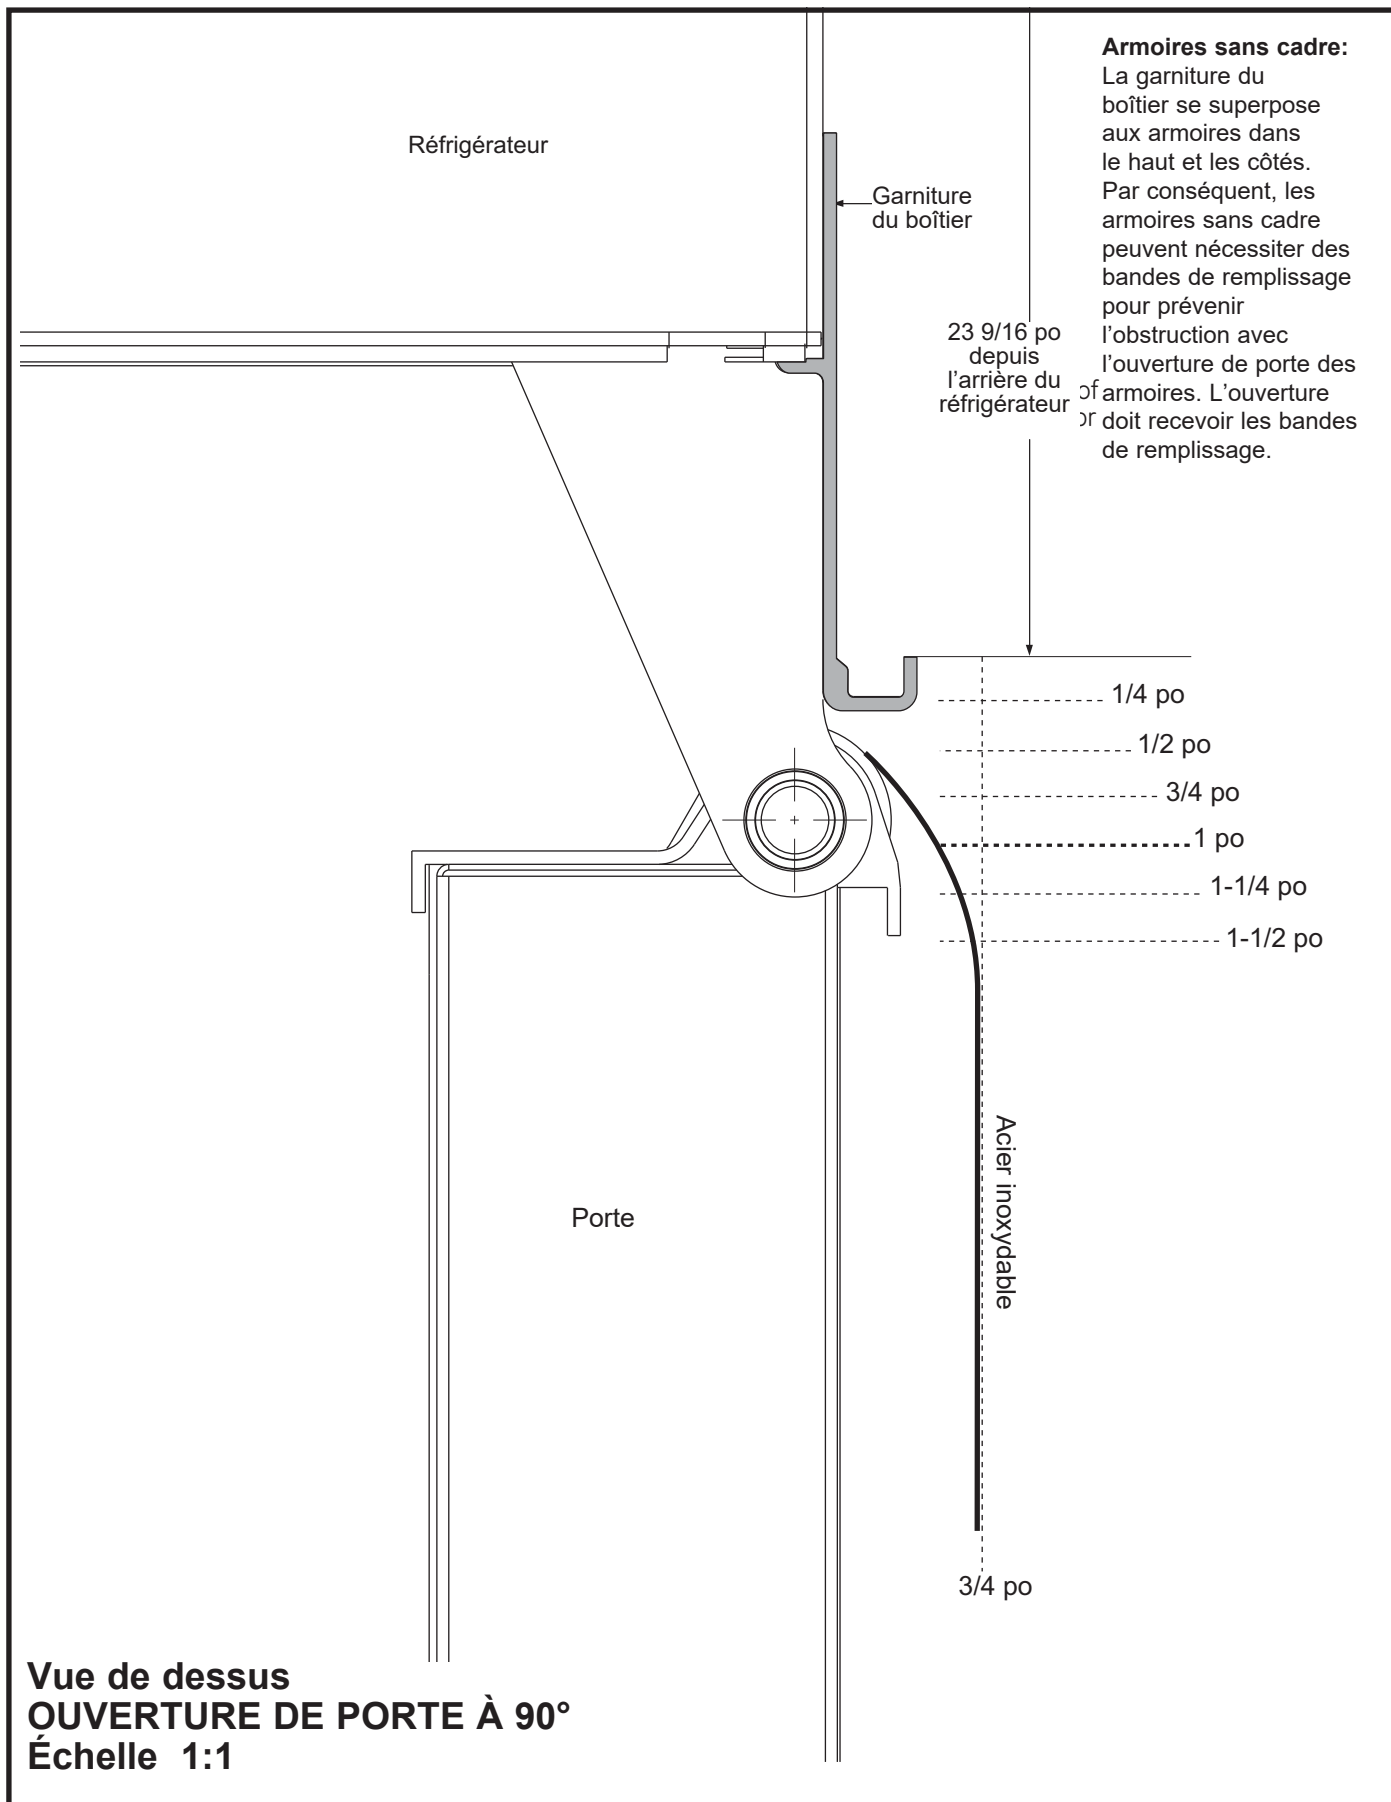 Armoires sans cadre:
La garniture du
boîtier se superpose
aux armoires dans
le haut et les côtés.
Par conséquent, les
armoires sans cadre
peuvent nécessiter des
bandes de remplissage
pour prévenir
l’obstruction avec
l’ouverture de porte des
armoires. L’ouverture
doit recevoir les bandes
de remplissage.
Réfrigérateur
Garniture
du boîtier
23 9/16 po
depuis
l’arrière du
réfrigérateur
of
or
1/4 po
1/2 po
3/4 po
1 po
1-1/4 po
1-1/2 po
Acier inoxydable
Porte
3/4 po
Vue de dessus
OUVERTURE DE PORTE À 90°
Échelle 1:1